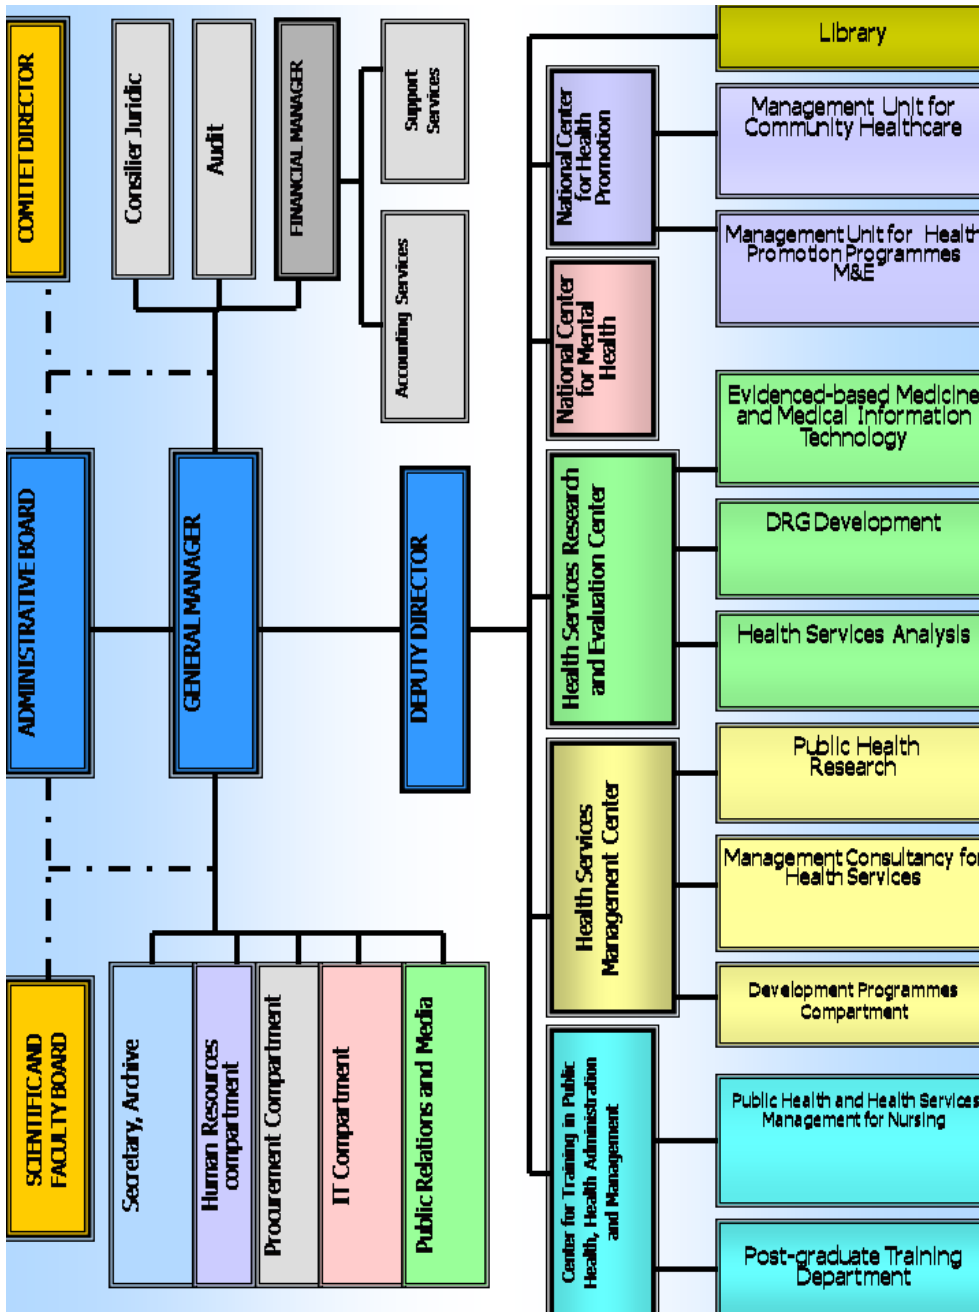 COMITET DIRECTOR
ADMINISTRATIVE BOARD
SCIENTIFIC AND
FACULTY BOARD
Consilier Juridic
Audit
FINANCIAL MANAGER
Support
Services
Accounting Services
GENERAL MANAGER
DEPUTY DIRECTOR
Secretary, Archive
Human Resources
compartment
Procurement Compartment
IT Compartment
Public Relations and Media
National Center
for Health
Promotion
National Center
for Mental
Health
Health Services Research
and Evaluation Center
Health Services
Management Center
Center for Training in Public
Health, Health Administration
and Management
Library
Management Unit for
Community Healthcare
Management Unit for Health
Promotion Programmes
M&E
Evidenced-based Medicine
and Medical Information
Technology
DRG Development
Health Services Analysis
Public Health
Research
Management Consultancy for
Health Services
Development Programmes
Compartment
Public Health and Health Services
Management for Nursing
Post-graduate Training
Department